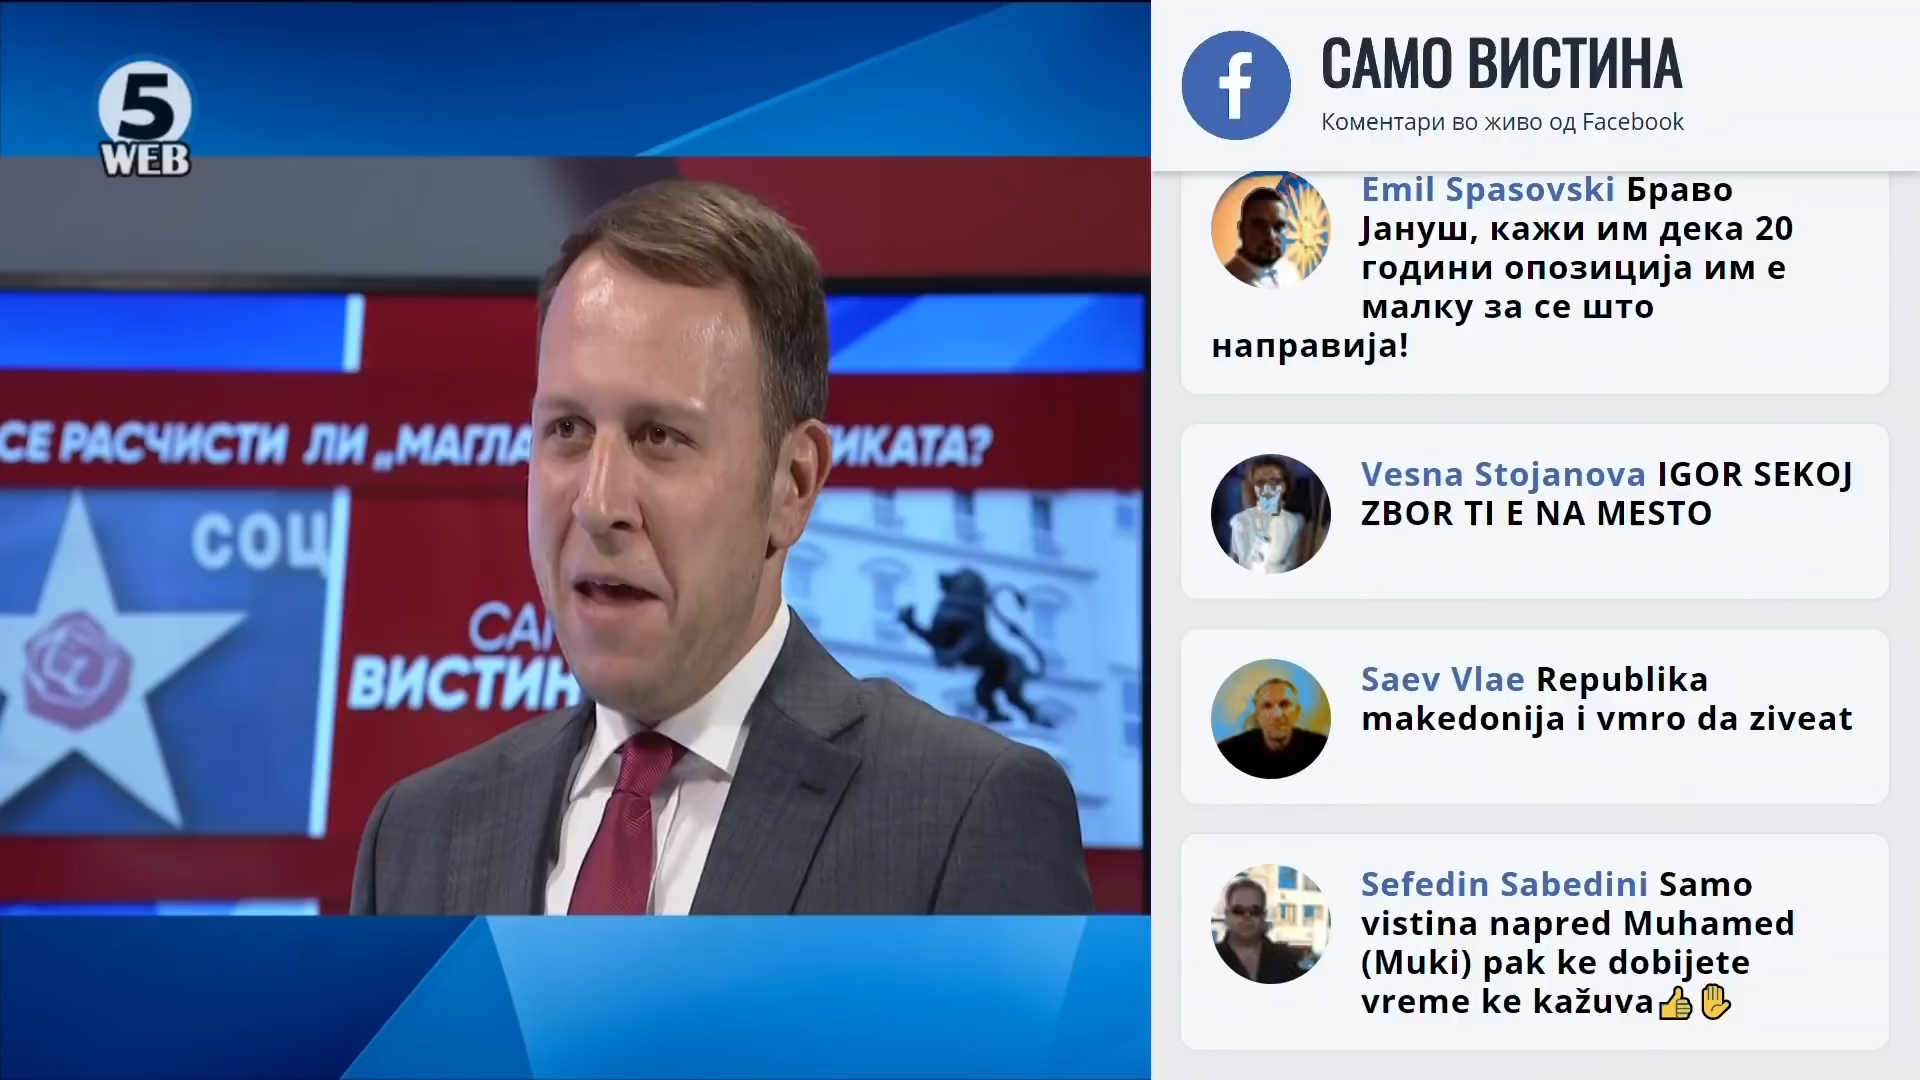 5
WEB
СЕ РАСЧИСТИ ЛИ „МАГЛА
ИКАТА?
СОЦ
САМ
ВИСТИН
САМО ВИСТИНА
Коментари во живо од Facebook
Emil Spasovski Браво
Јануш, кажи им дека 20
години опозиција им е
малку за се што
направија!
Vesna Stojanova IGOR SEKOJ
ZBOR TI E NA MESTO
Saev Vlae Republika
makedonija i vmro da ziveat
Sefedin Sabedini Samo
vistina napred Muhamed
(Muki) pak ke dobijete
vreme ke kažuva👍✋